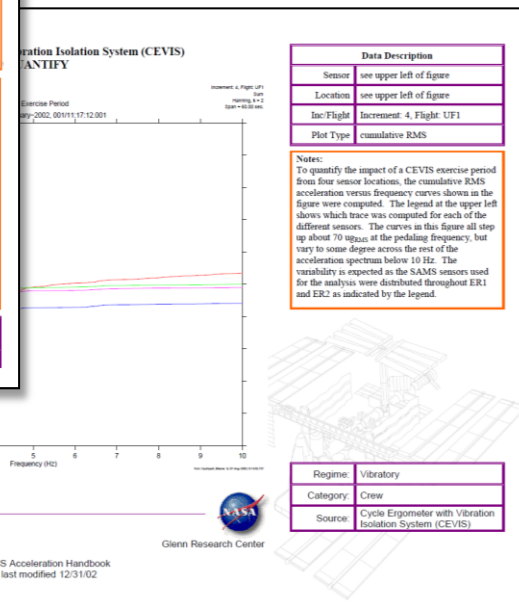 ration Isolation System (CEVIS)
ANTIFY
Increment: 4, Flight: UF1
Sum
Hanning, k = 2
Span = 60.00 sec.
Exercise Period
ary-2002, 001/11:17:12.001
5 6 7 8 9 10
Frequency (Hz)
NASA
Glenn Research Center
S Acceleration Handbook
last modified 12/31/02
Data Description
Sensor see upper left of figure
Location see upper left of figure
Inc/Flight Increment: 4, Flight: UF1
Plot Type cumulative RMS
Notes:
To quantify the impact of a CEVIS exercise period
from four sensor locations, the cumulative RMS
acceleration versus frequency curves shown in the
figure were computed. The legend at the upper left
shows which trace was computed for each of the
different sensors. The curves in this figure all step
up about 70 ugRMS at the pedaling frequency, but
vary to some degree across the rest of the
acceleration spectrum below 10 Hz. The
variability is expected as the SAMS sensors used
for the analysis were distributed throughout ER1
and ER2 as indicated by the legend.
Regime: Vibratory
Category: Crew
Source: Cycle Ergometer with Vibration
Isolation System (CEVIS)